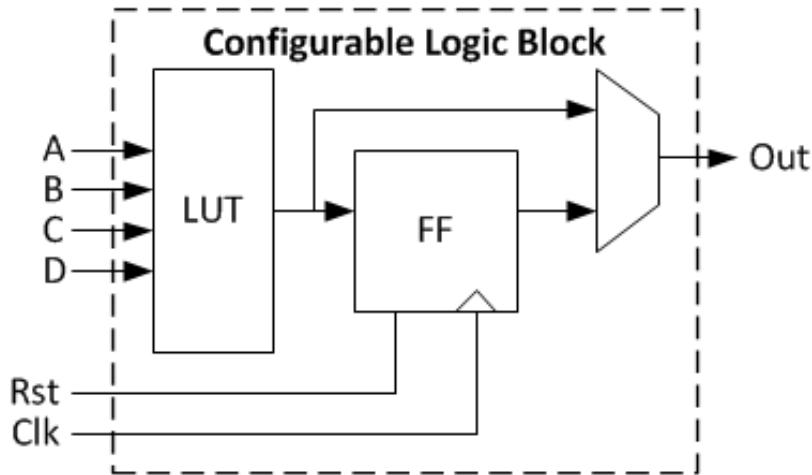 Configurable Logic Block
A
B
C
D
LUT
FF
Out
Rst
Clk